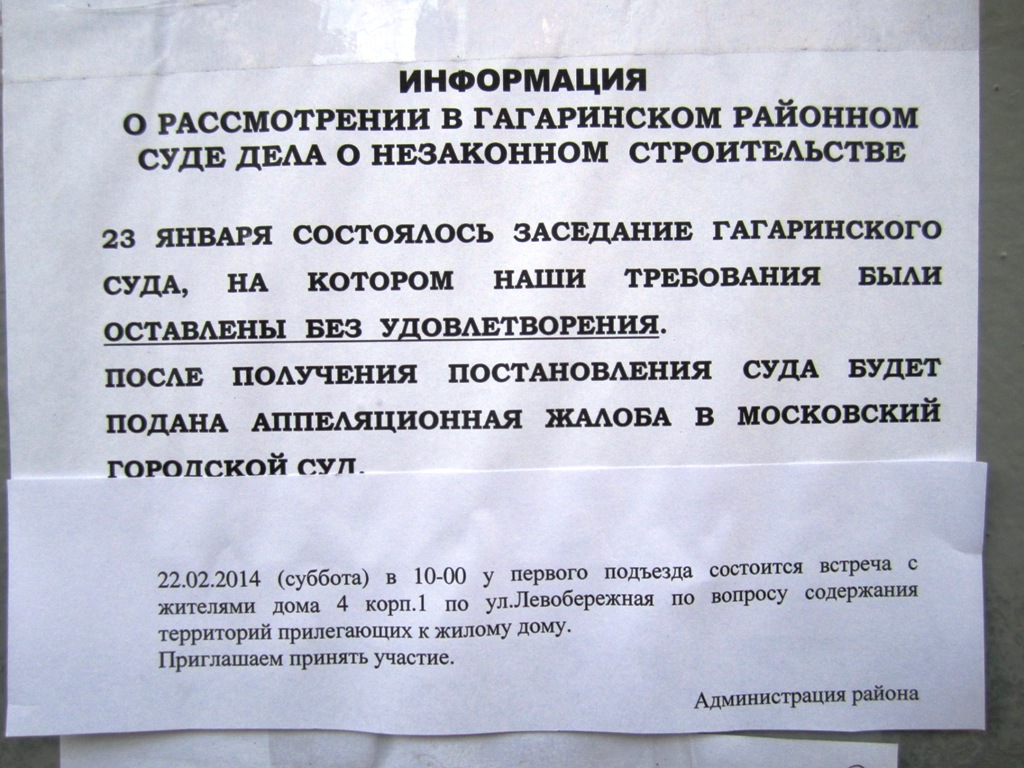 ИНФОРМАЦИЯ
О РАССМОТРЕНИИ В ГАГАРИНСКОМ РАЙОННОМ
СУДЕ ДЕЛА О НЕЗАКОННОМ СТРОИТЕЛЬСТВЕ
23 ЯНВАРЯ СОСТОЯЛОСЬ ЗАСЕДАНИЕ ГАГАРИНСКОГО
СУДА, НА КОТОРОМ НАШИ ТРЕБОВАНИЯ БЫЛИ
ОСТАВЛЕНЫ БЕЗ УДОВЛЕТВОРЕНИЯ.
ПОСЛЕ ПОЛУЧЕНИЯ ПОСТАНОВЛЕНИЯ СУДА БУДЕТ
ПОДАНА АППЕЛЯЦИОННАЯ ЖАЛОБА В МОСКОВСКИЙ
ГОРОДСКОЙ СУД.
22.02.2014 (суббота) в 10-00 у первого подъезда состоится встреча с
жителями дома 4 корп.1 по ул.Левобережная по вопросу содержания
территорий прилегающих к жилому дому.
Приглашаем принять участие.
Администрация района